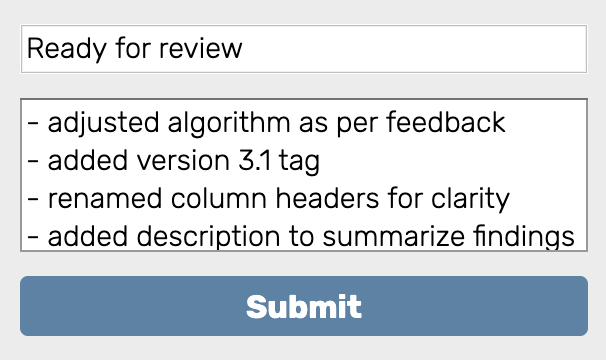 Ready for review
- adjusted algorithm as per feedback
- added version 3.1 tag
- renamed column headers for clarity
- added description to summarize findings
Submit